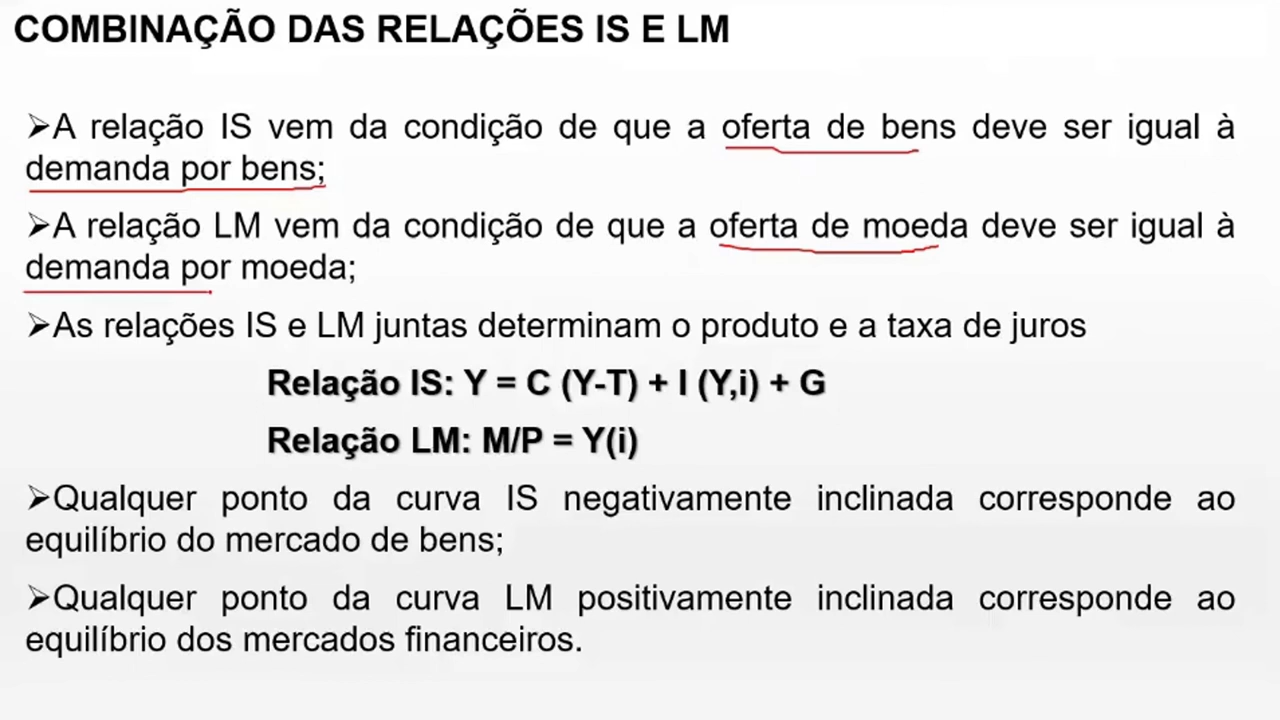 COMBINAÇÃO DAS RELAÇÕES IS E LM
➢A relação IS vem da condição de que a oferta de bens deve ser igual à
demanda por bens;
➢A relação LM vem da condição de que a oferta de moeda deve ser igual à
demanda por moeda;
➢As relações IS e LM juntas determinam o produto e a taxa de juros
Relação IS: Y = C (Y-T) + I (Y,i) + G
Relação LM: M/P = Y(i)
➢Qualquer ponto da curva IS negativamente inclinada corresponde ao
equilíbrio do mercado de bens;
➢Qualquer ponto da curva LM positivamente inclinada corresponde ao
equilíbrio dos mercados financeiros.